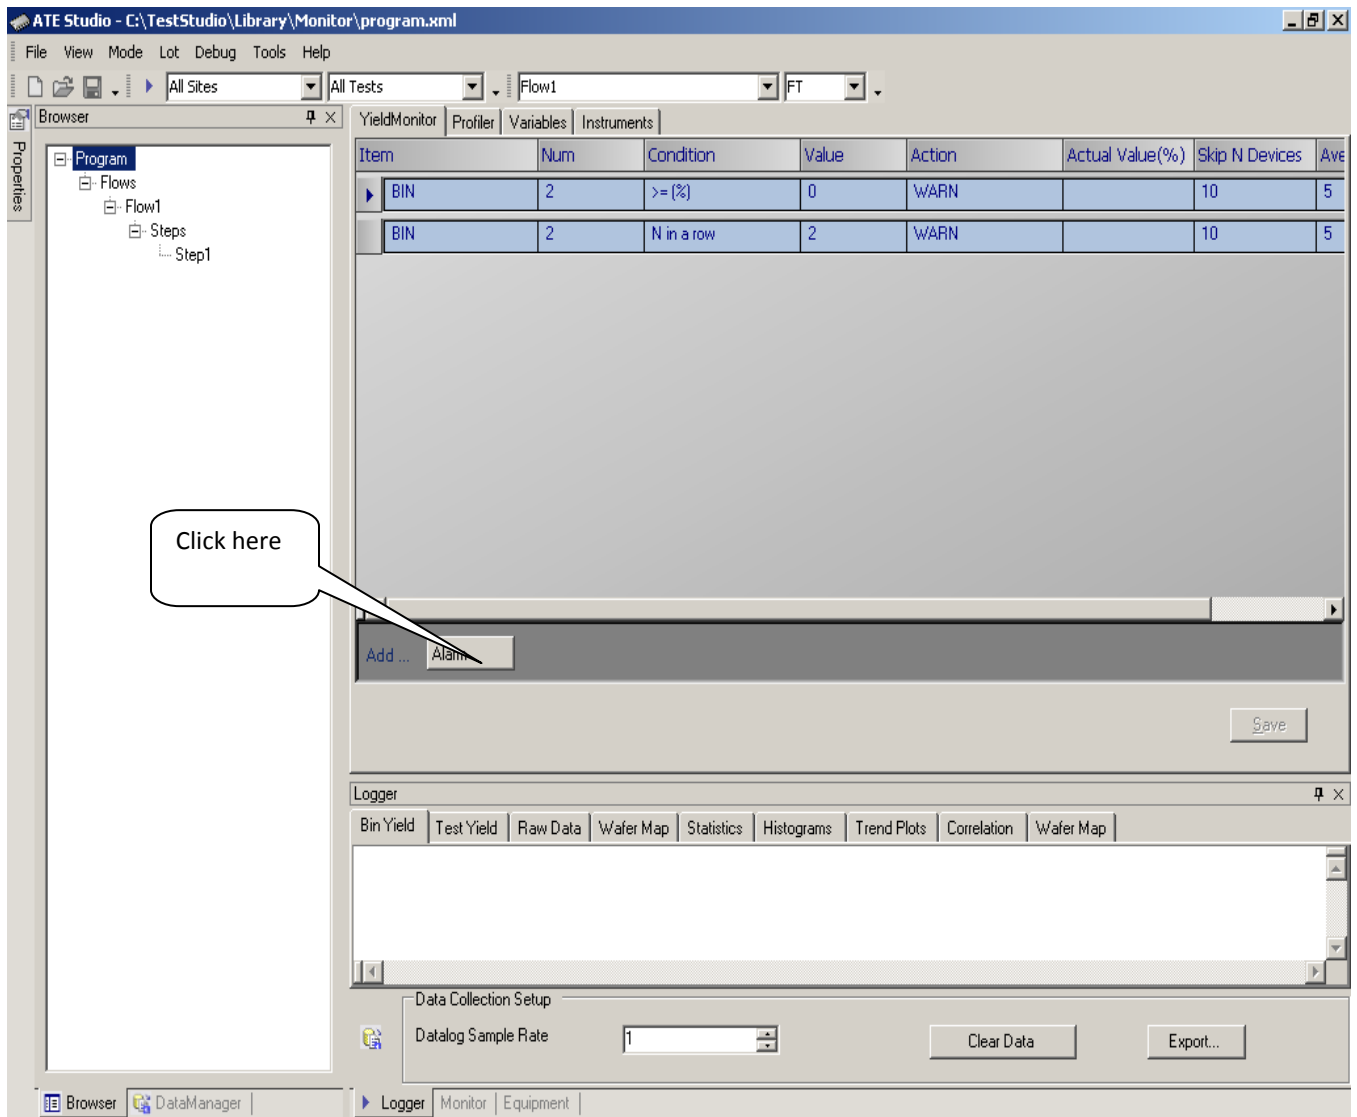 ATE Studio - C:\TestStudio\Library\Monitor\program.xml
File View Mode Lot Debug Tools Help
All Sites All Tests Flow1 FT
Properties
Browser
Program
Flows
Flow1
Steps
Step1
YieldMonitor Profiler Variables Instruments
Item Num Condition Value Action Actual Value(%) Skip N Devices Ave
BIN 2 >= (%) 0 WARN 10 5
BIN 2 N in a row 2 WARN 10 5
Click here
Add ... Alarm
Save
Logger
Bin Yield Test Yield Raw Data Wafer Map Statistics Histograms Trend Plots Correlation Wafer Map
Data Collection Setup
Datalog Sample Rate 1 Clear Data Export...
Browser DataManager Logger Monitor Equipment